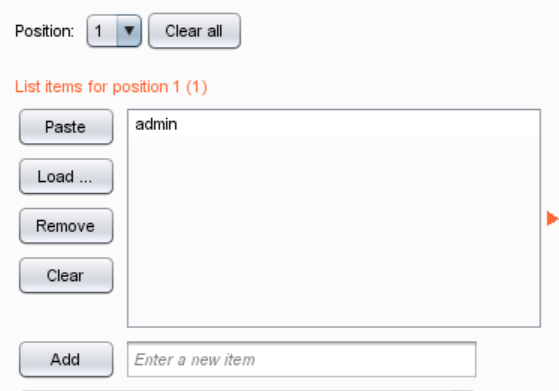 Position: 1 Clear all
List items for position 1 (1)
Paste
admin
Load ...
Remove
Clear
Add Enter a new item